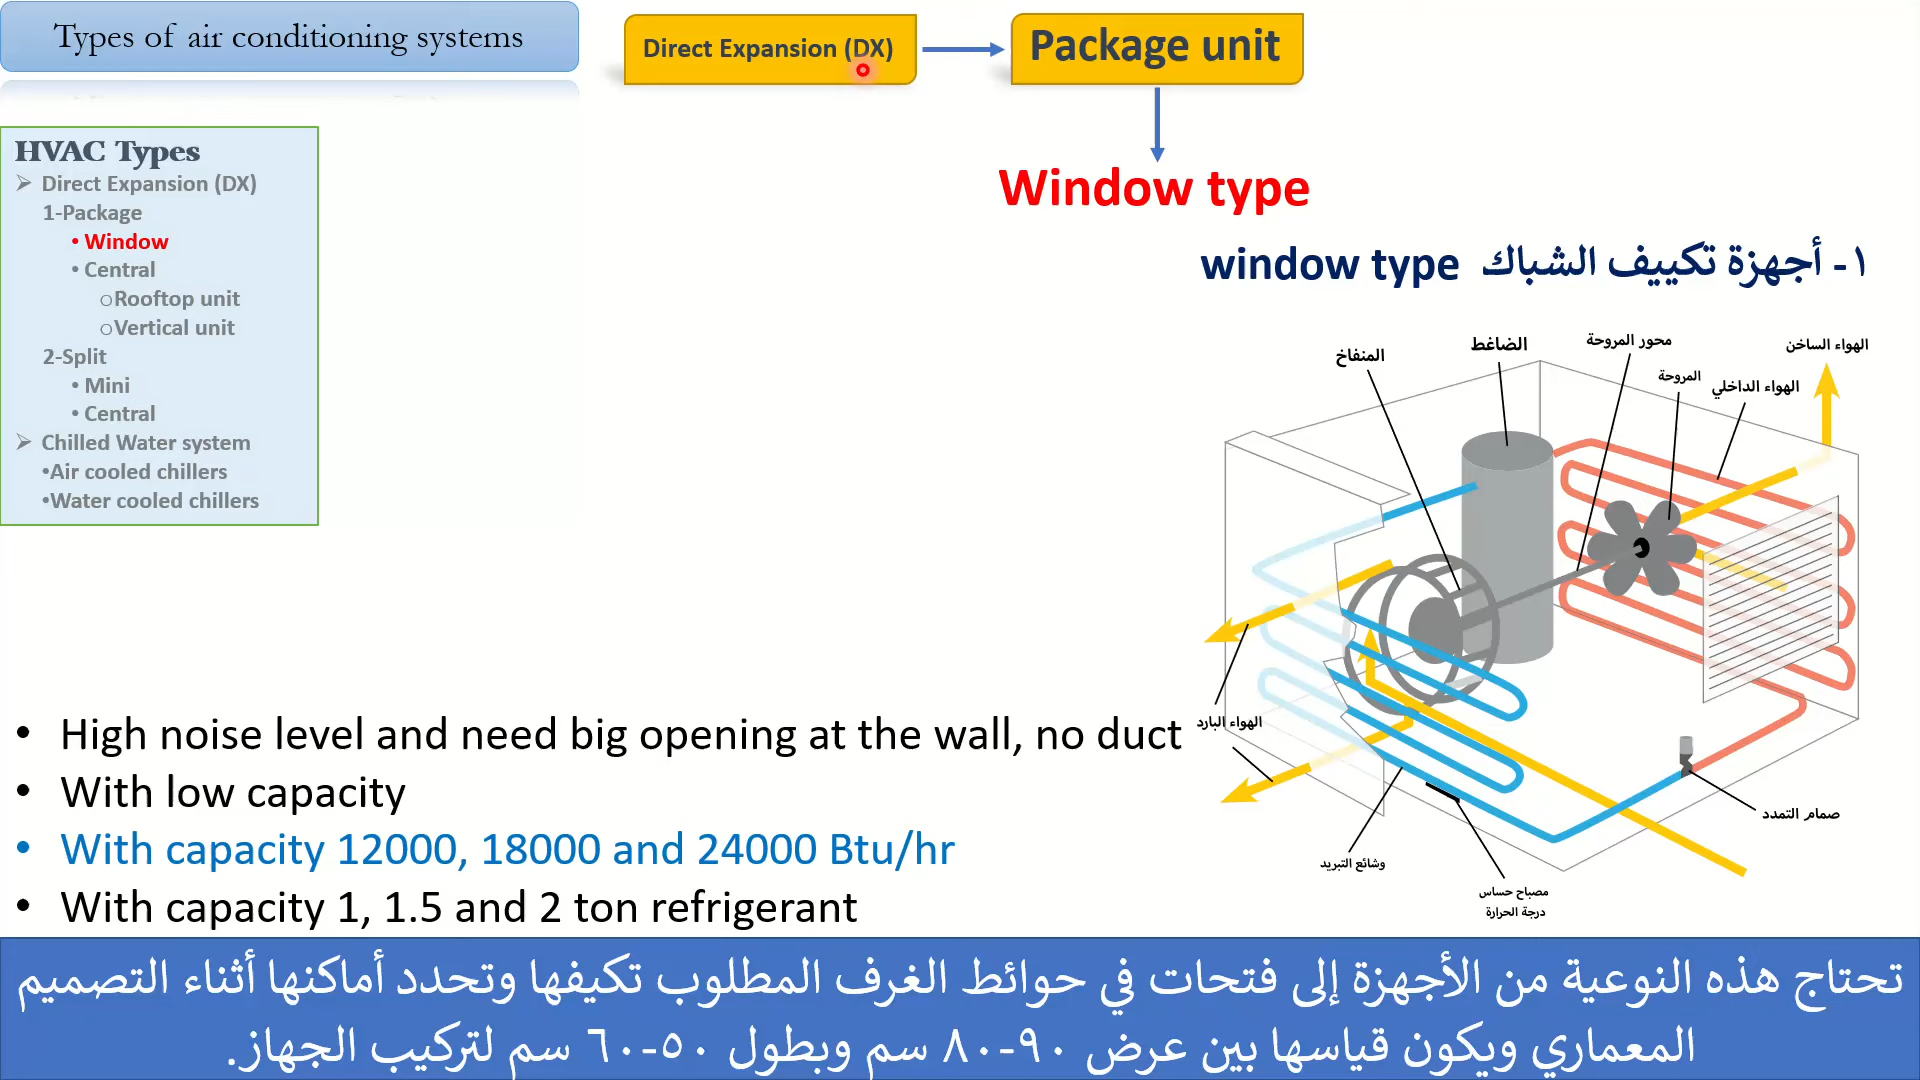 Types of air conditioning systems
Direct Expansion (DX)
Package unit
Window type
HVAC Types
➢ Direct Expansion (DX)
1-Package
• Window
• Central
○Rooftop unit
○Vertical unit
2-Split
• Mini
• Central
➢ Chilled Water system
•Air cooled chillers
•Water cooled chillers
١- أجهزة تكييف الشباك window type
الهواء الساخن
محور المروحة
الضاغط
المنفاخ
المروحة
الهواء الداخلي
الهواء البارد
صمام التمدد
وشائع التبريد
مصباح حساس
درجة الحرارة
• High noise level and need big opening at the wall, no duct
• With low capacity
• With capacity 12000, 18000 and 24000 Btu/hr
• With capacity 1, 1.5 and 2 ton refrigerant
تحتاج هذه النوعية من الأجهزة إلى فتحات في حوائط الغرف المطلوب تكيفها وتحدد أماكنها أثناء التصميم
المعماري ويكون قياسها بين عرض ٩٠-٨٠ سم وبطول ٥٠-٦٠ سم لتركيب الجهاز.